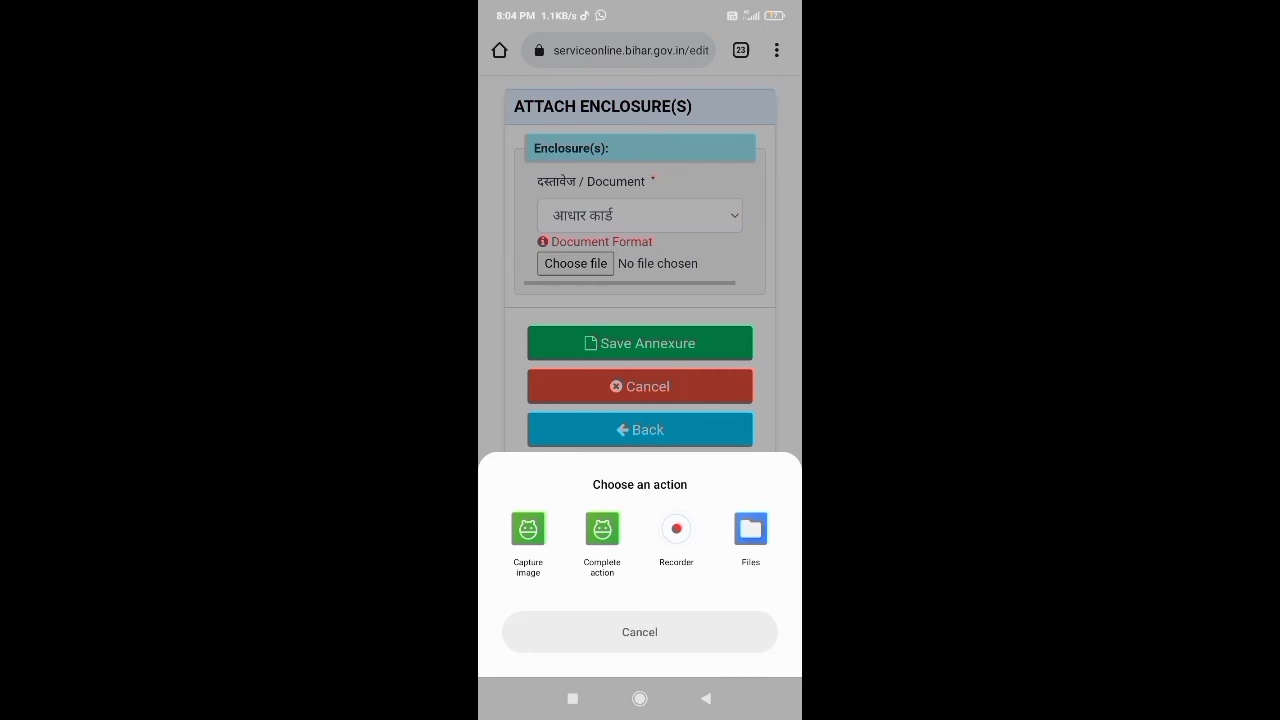 8:04 PM 1.1KB/s
17
serviceonline.bihar.gov.in/edit
23
ATTACH ENCLOSURE(S)
Enclosure(s):
दस्तावेज / Document *
आधार कार्ड
Document Format
Choose file No file chosen
Save Annexure
Cancel
Back
Choose an action
Capture image
Complete action
Recorder
Files
Cancel